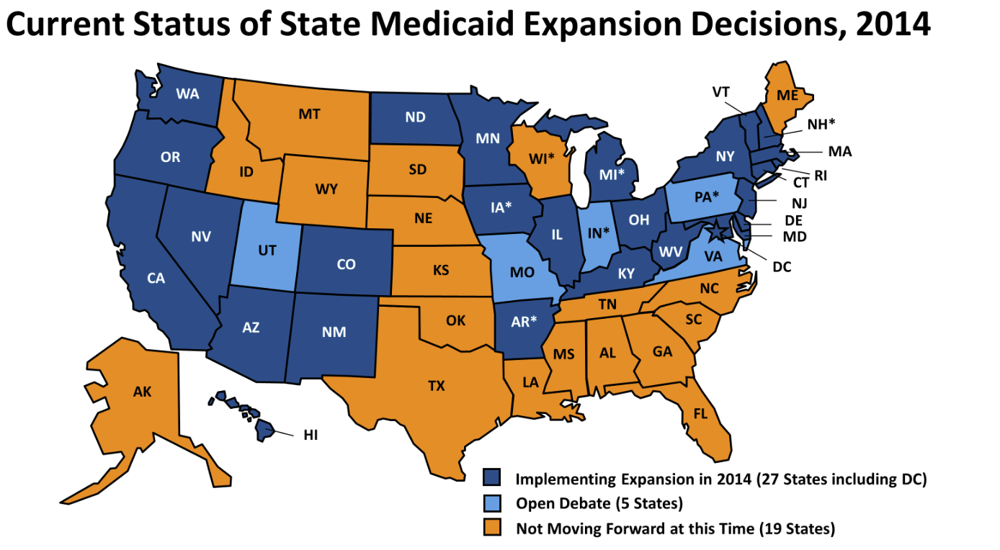 Current Status of State Medicaid Expansion Decisions, 2014
WA
MT
ND
MN
VT
ME
NH*
OR
ID
SD
WI*
MI*
NY
MA
RI
CT
WY
IA*
PA*
NJ
NE
NV
UT
CO
IL
IN*
OH
DE
MD
WV
VA
DC
CA
KS
MO
KY
NC
TN
AZ
NM
OK
AR*
SC
MS
AL
GA
TX
LA
AK
FL
HI
Implementing Expansion in 2014 (27 States including DC)
Open Debate (5 States)
Not Moving Forward at this Time (19 States)